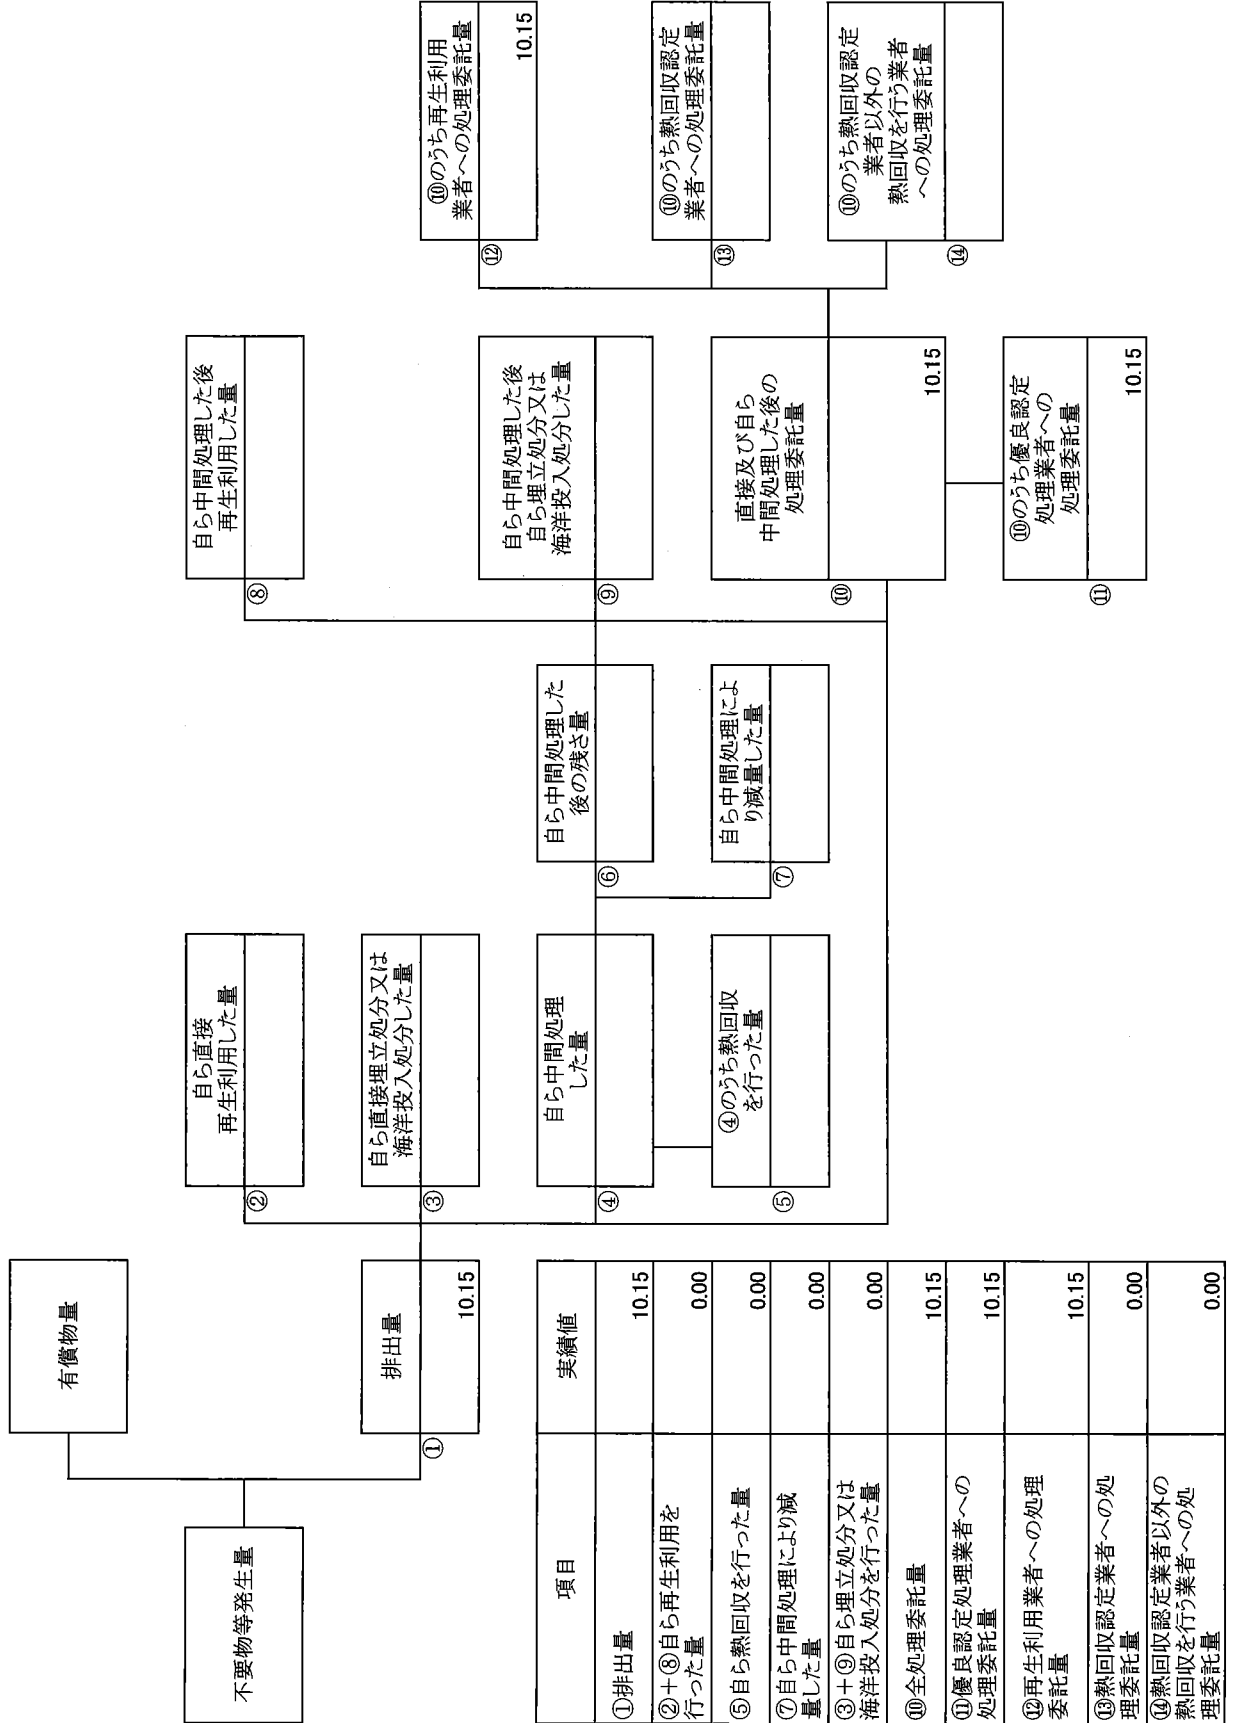 不要物等発生量
有償物量
①
排出量
10.15
②
自ら直接
再生利用した量
③
自ら直接埋立処分又は
海洋投入処分した量
④
自ら中間処理
した量
⑤
④のうち熱回収
を行った量
⑥
自ら中間処理した
後の残さ量
⑦
自ら中間処理によ
り減量した量
⑧
自ら中間処理した後
再生利用した量
⑨
自ら中間処理した後
自ら埋立処分又は
海洋投入処分した量
⑩
直接及び自ら
中間処理した後の
処理委託量
10.15
⑪
⑩のうち優良認定
処理業者への
処理委託量
10.15
⑫
⑩のうち再生利用
業者への処理委託量
10.15
⑬
⑩のうち熱回収認定
業者への処理委託量
⑭
⑩のうち熱回収認定
業者以外の
熱回収を行う業者
への処理委託量
項目 実績値
①排出量 10.15
②+⑧自ら再生利用を
行った量 0.00
⑤自ら熱回収を行った量 0.00
⑦自ら中間処理により減
量した量 0.00
③+⑨自ら埋立処分又は
海洋投入処分を行った量 0.00
⑩全処理委託量 10.15
⑪優良認定処理業者への
処理委託量 10.15
⑫再生利用業者への処理
委託量 10.15
⑬熱回収認定業者への処
理委託量 0.00
⑭熱回収認定業者以外の
熱回収を行う業者への処
理委託量 0.00